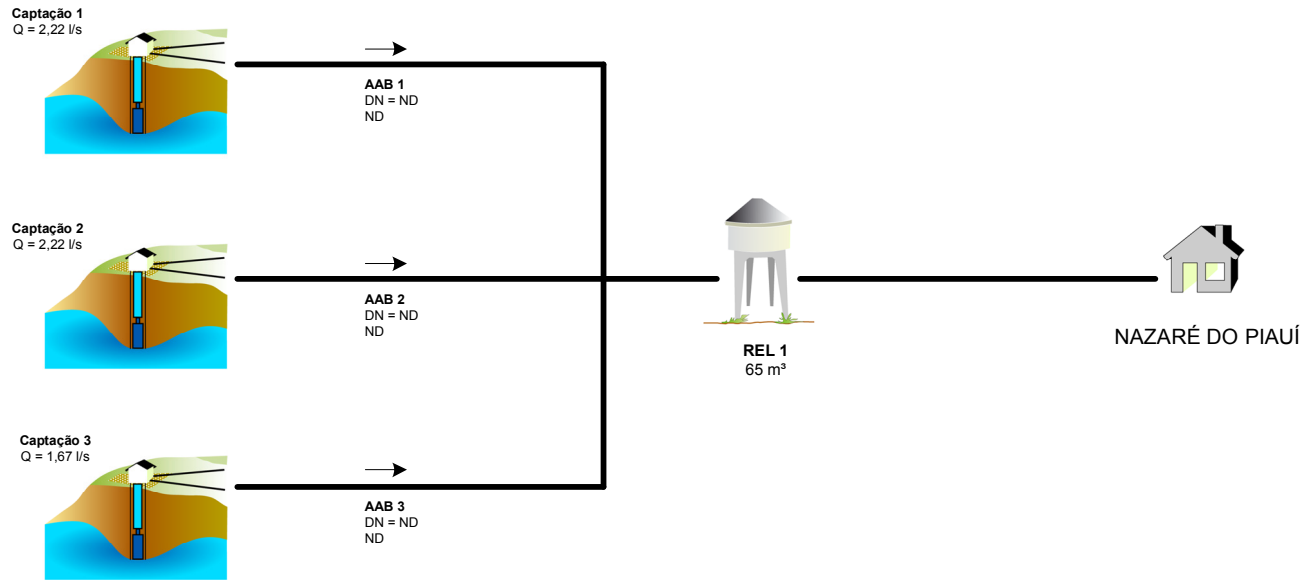 Captação 1
Q = 2,22 l/s
AAB 1
DN = ND
ND
Captação 2
Q = 2,22 l/s
AAB 2
DN = ND
ND
REL 1
65 m³
NAZARÉ DO PIAUÍ
Captação 3
Q = 1,67 l/s
AAB 3
DN = ND
ND